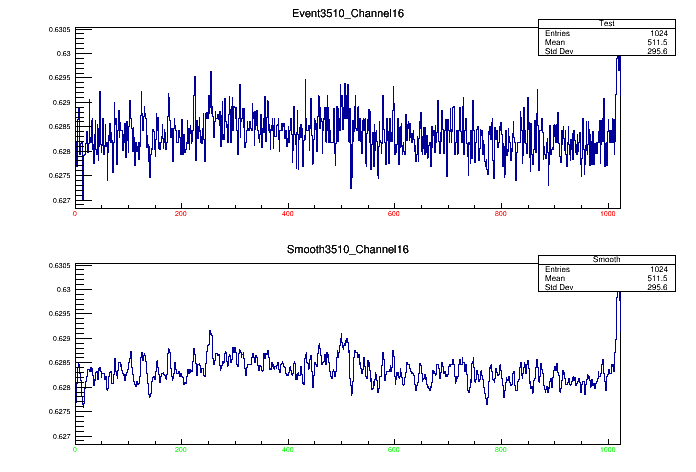 Event3510_Channel16
Test
Entries 1024
Mean 511.5
Std Dev 295.6
0.6305
0.63
0.6295
0.629
0.6285
0.628
0.6275
0.627
0 200 400 600 800 1000
Smooth3510_Channel16
Smooth
Entries 1024
Mean 511.5
Std Dev 295.6
0.6305
0.63
0.6295
0.629
0.6285
0.628
0.6275
0.627
0 200 400 600 800 1000